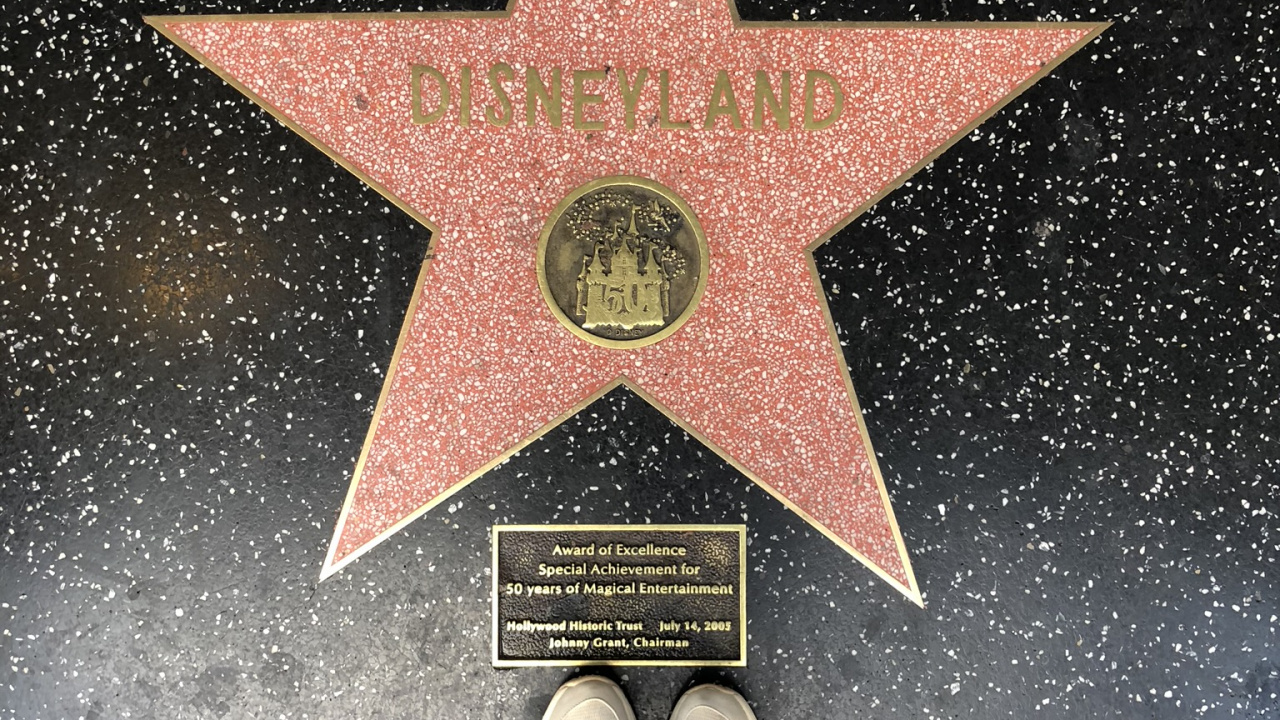 DISNEYLAND
50
Award of Excellence
Special Achievement for
50 years of Magical Entertainment
Hollywood Historic Trust July 14, 2005
Johnny Grant, Chairman